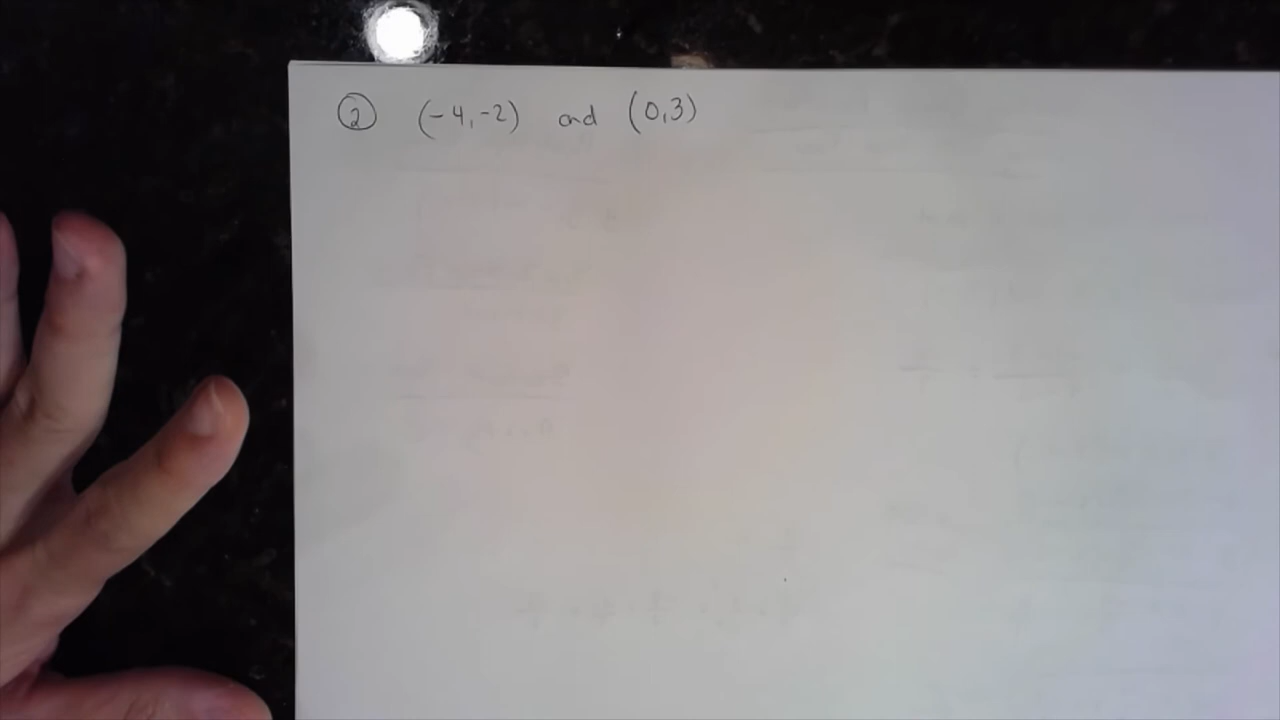 ② (-4,-2) and (0,3)